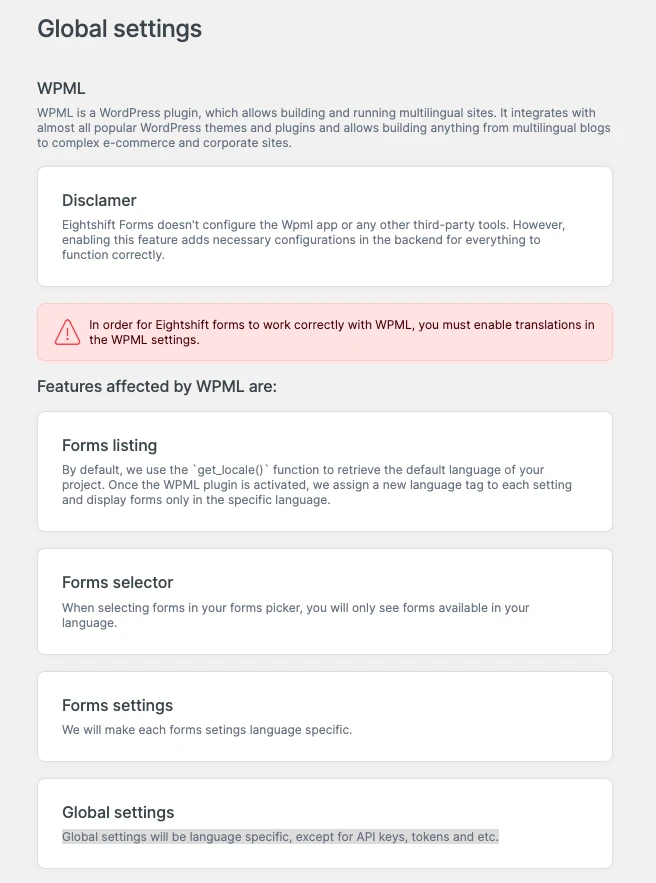 Global settings
WPML
WPML is a WordPress plugin, which allows building and running multilingual sites. It integrates with
almost all popular WordPress themes and plugins and allows building anything from multilingual blogs
to complex e-commerce and corporate sites.
Disclamer
Eightshift Forms doesn't configure the Wpml app or any other third-party tools. However,
enabling this feature adds necessary configurations in the backend for everything to
function correctly.
In order for Eightshift forms to work correctly with WPML, you must enable translations in
the WPML settings.
Features affected by WPML are:
Forms listing
By default, we use the `get_locale()` function to retrieve the default language of your
project. Once the WPML plugin is activated, we assign a new language tag to each setting
and display forms only in the specific language.
Forms selector
When selecting forms in your forms picker, you will only see forms available in your
language.
Forms settings
We will make each forms setings language specific.
Global settings
Global settings will be language specific, except for API keys, tokens and etc.